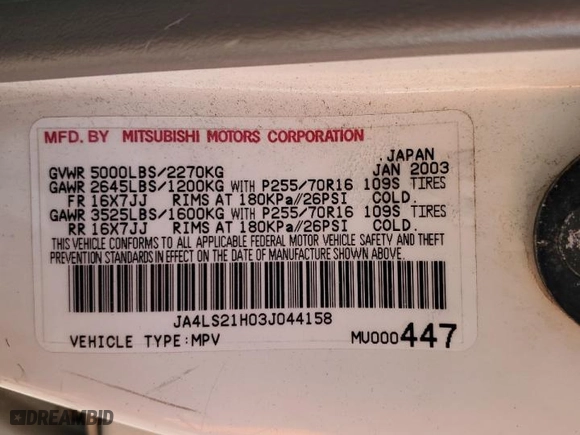 MFD. BY MITSUBISHI MOTORS CORPORATION
. JAPAN
GVWR 5000LBS/2270KG JAN 2003
GAWR 2645LBS/1200KG WITH P255/70R16 109S TIRES
FR 16X7JJ RIMS AT 180KPa//26PSI COLD.
GAWR 3525LBS/1600KG WITH P255/70R16 109S TIRES
RR 16X7JJ RIMS AT 180KPa//26PSI COLD.
THIS VEHICLE CONFORMS TO ALL APPLICABLE FEDERAL MOTOR VEHICLE SAFETY AND THEFT
PREVENTION STANDARDS IN EFFECT ON THE DATE OF MANUFACTURE SHOWN ABOVE.
JA4LS21H03J044158
VEHICLE TYPE:MPV MU000447
DREAMBID